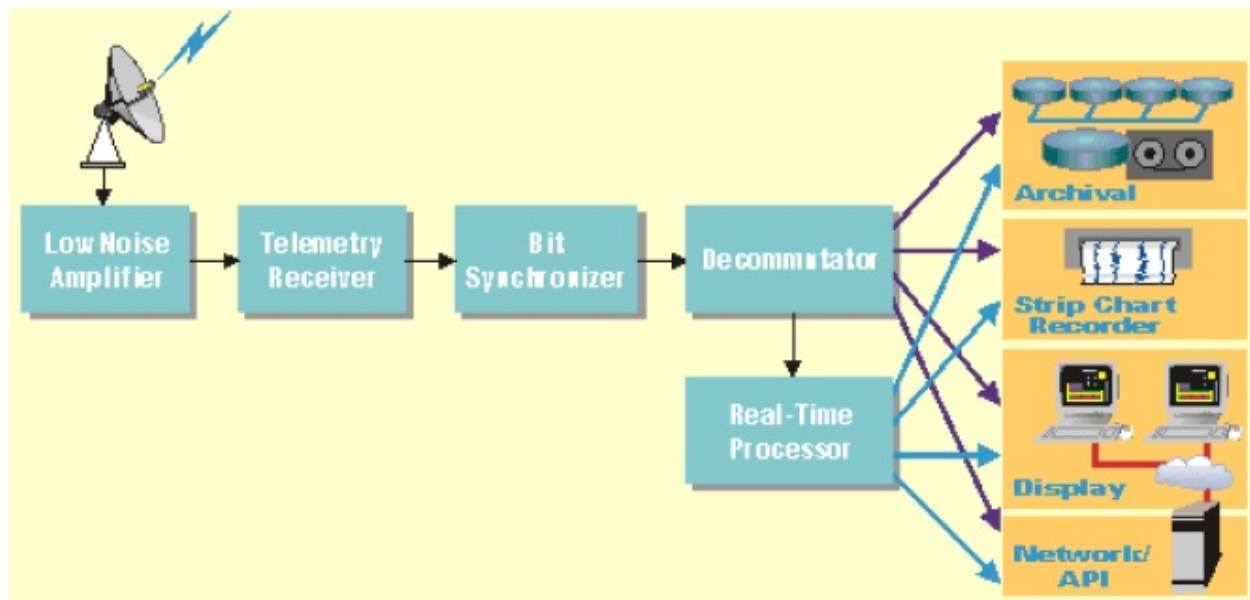 Low Noise
Amplifier
Telemetry
Receiver
Bit
Synchronizer
Decommutator
Real-Time
Processor
Archival
Strip Chart
Recorder
Display
Network/
API